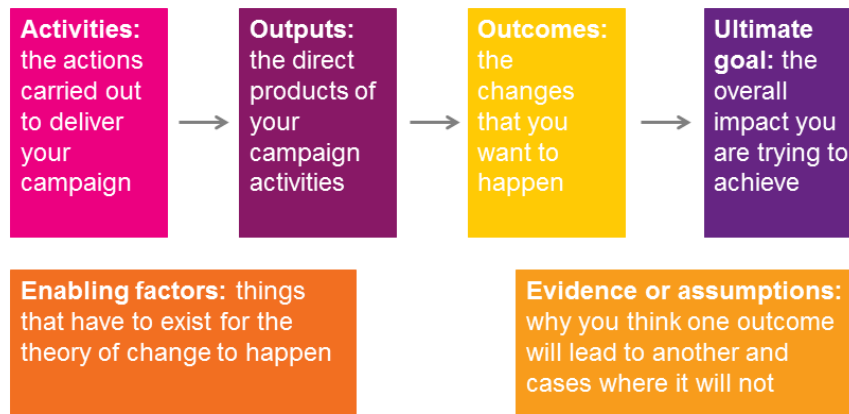 Activities:
the actions
carried out
to deliver
your
campaign
Outputs:
the direct
products of
your
campaign
activities
Outcomes:
the
changes
that you
want to
happen
Ultimate
goal: the
overall
impact you
are trying to
achieve
Enabling factors: things
that have to exist for the
theory of change to happen
Evidence or assumptions:
why you think one outcome
will lead to another and
cases where it will not